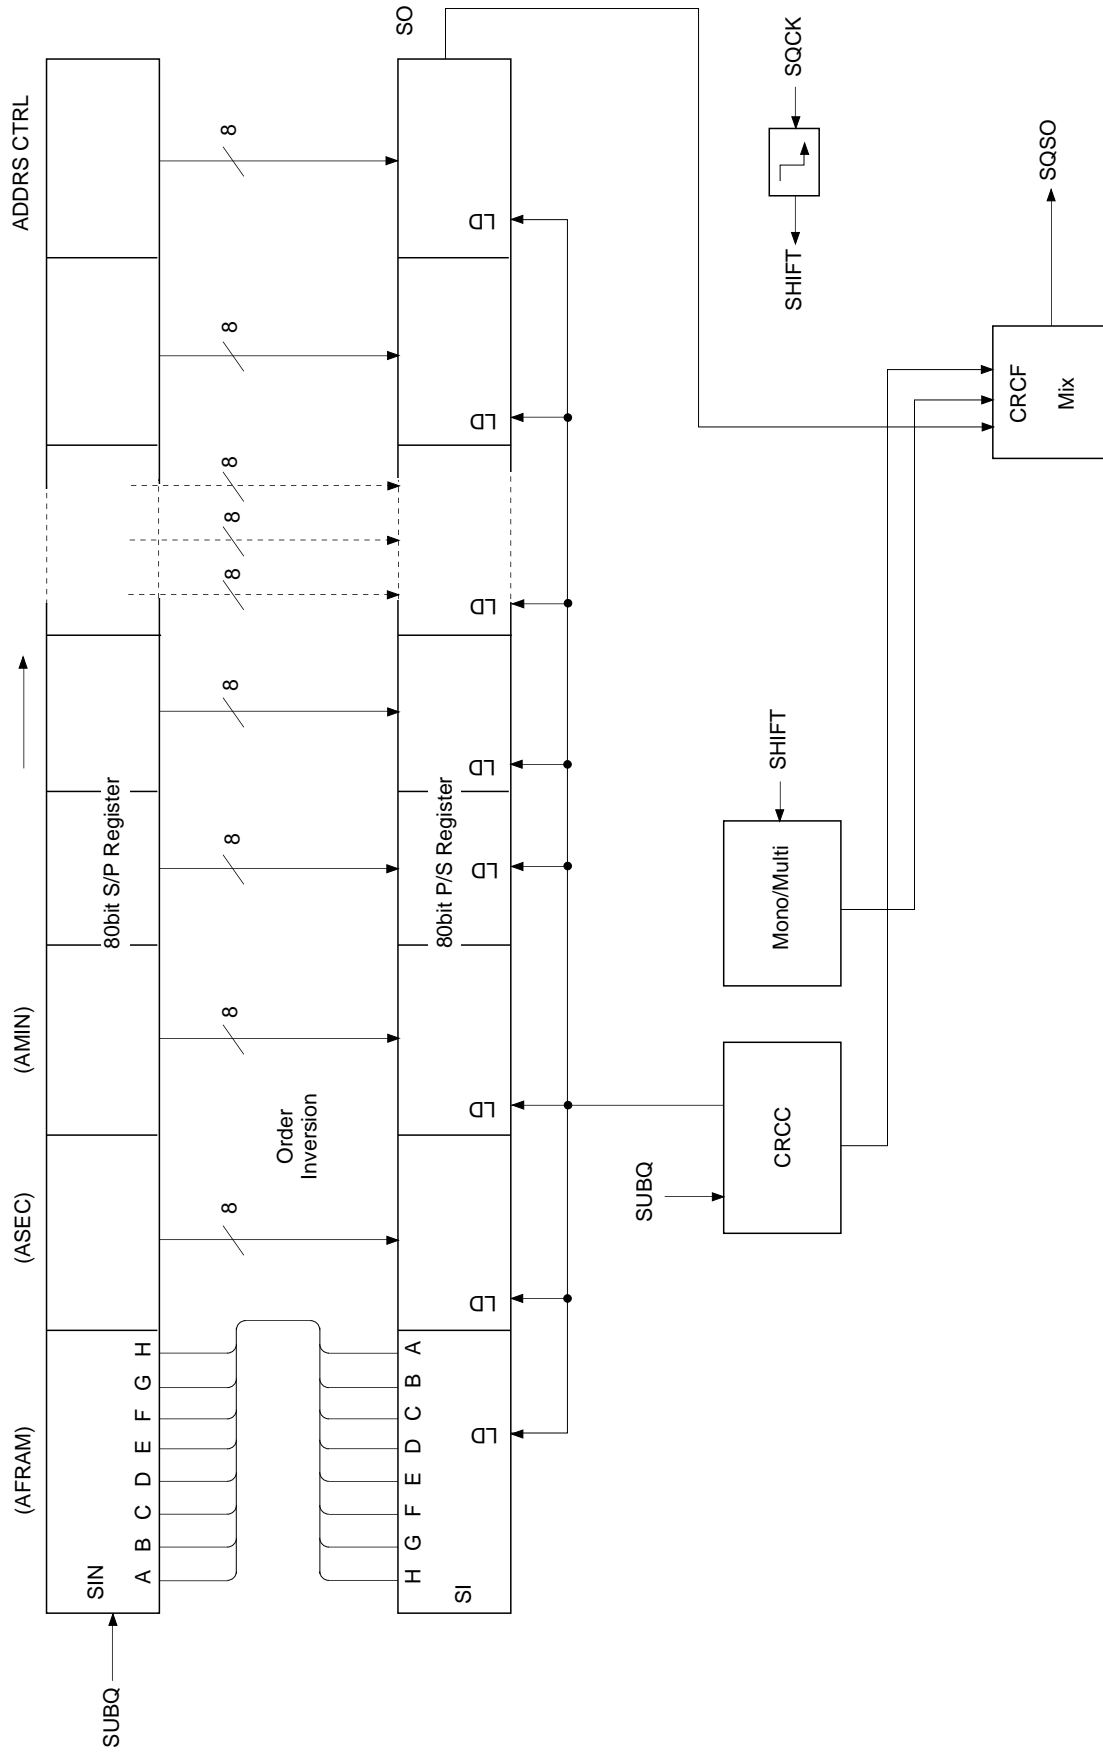 (AFRAM) (ASEC) (AMIN) ADDRS CTRL
SUBQ
SIN
80bit S/P Register
A B C D E F G H
8 8 8 8 8 8 8 8 8
Order
Inversion
SO
H G F E D C B A
80bit P/S Register
SI
LD LD LD LD LD LD LD LD
SUBQ
CRCC
Mono/Multi
SHIFT
SHIFT
SQCK
CRCF
Mix
SQSO